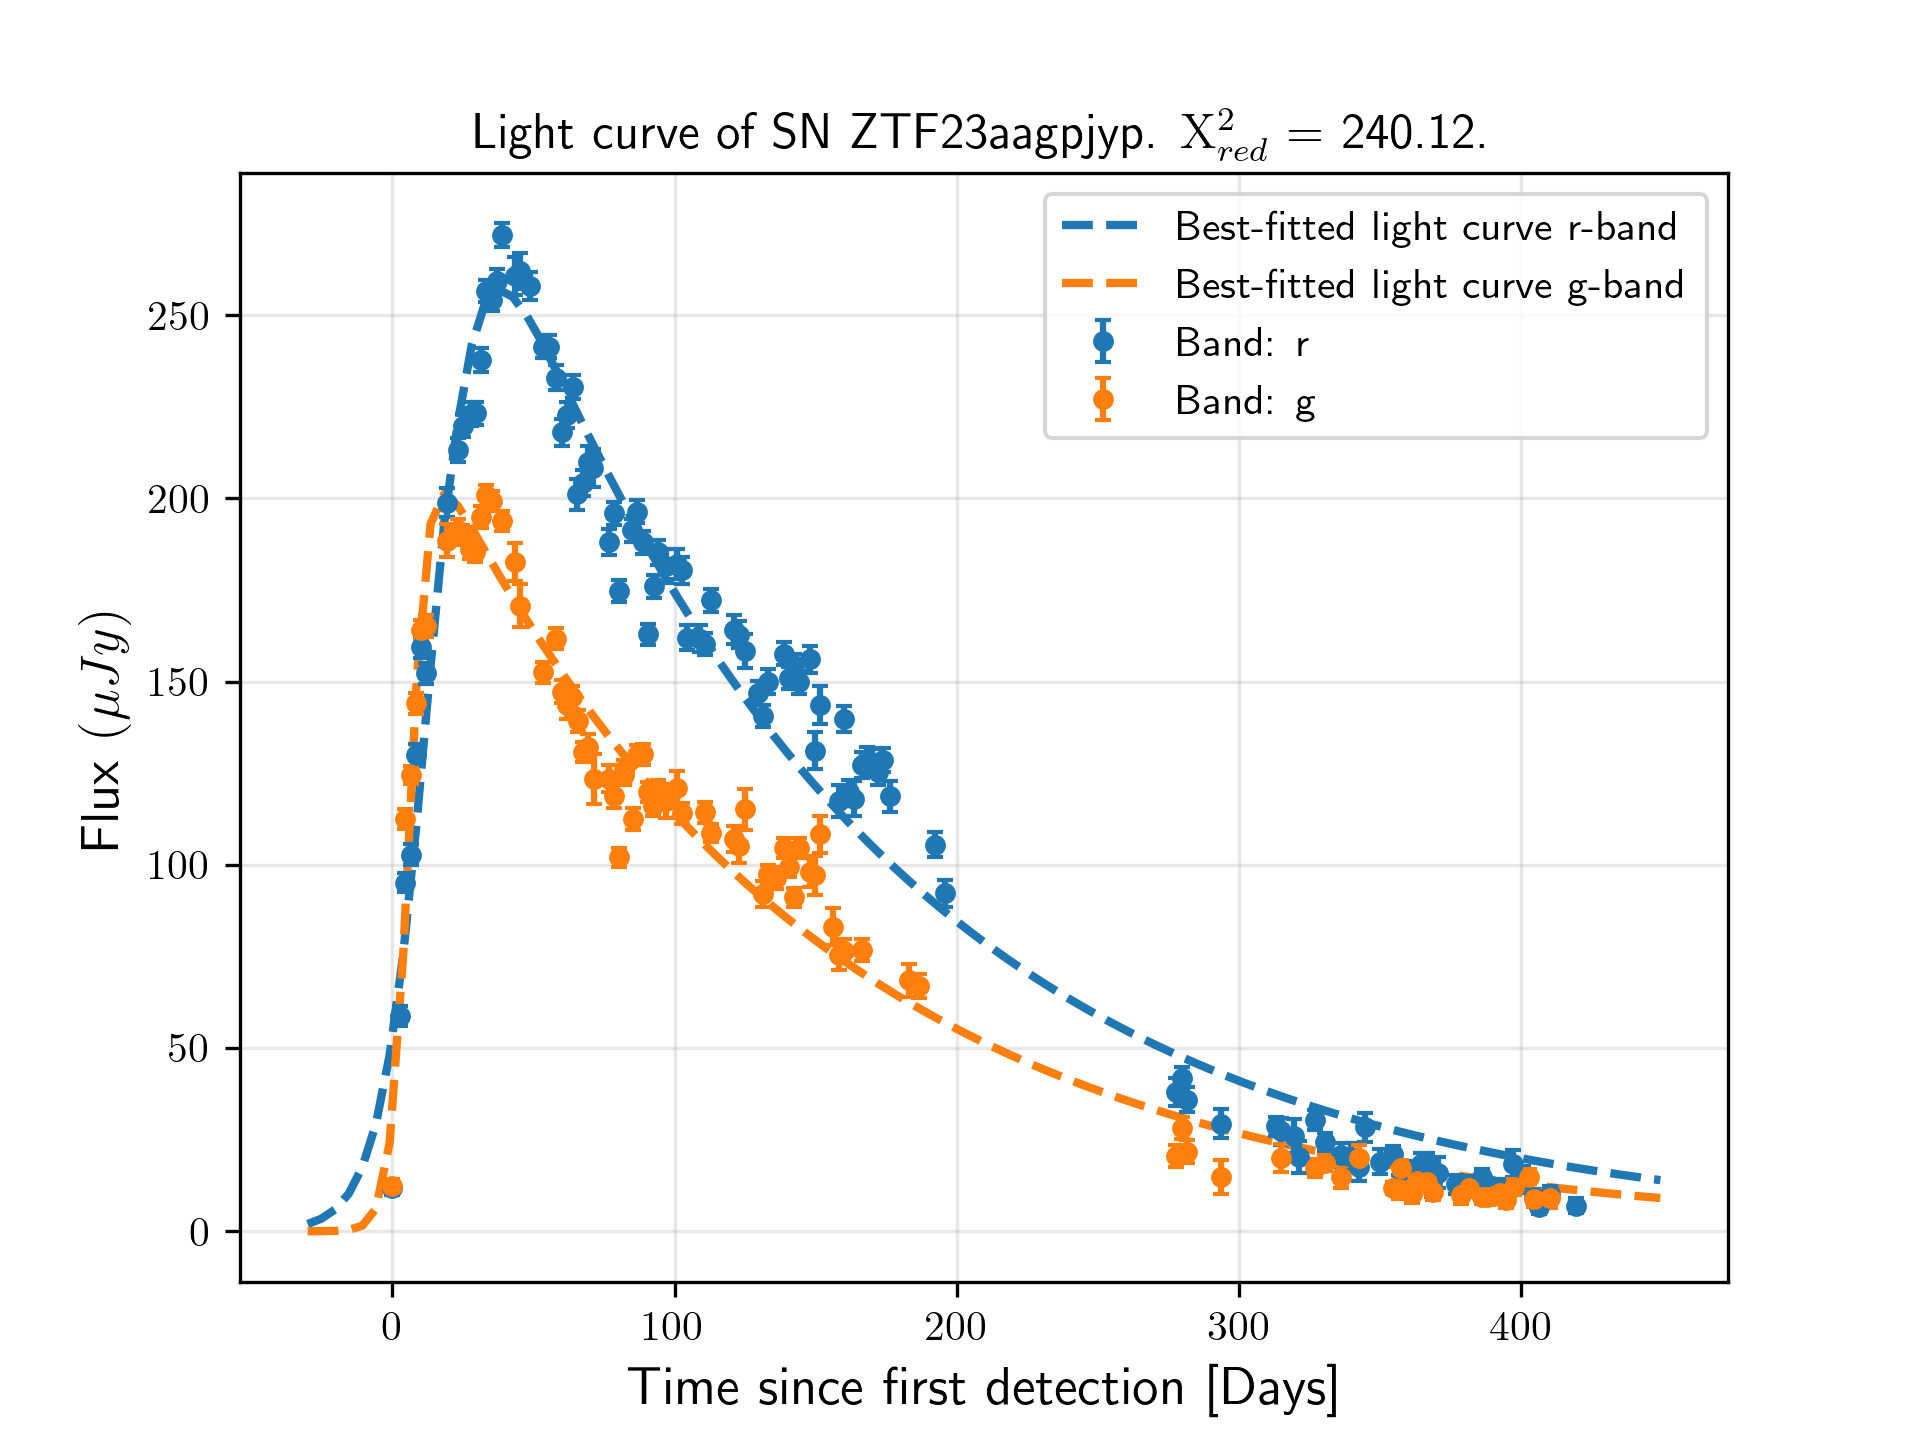 Light curve of SN ZTF23aagpjyp. X²_red = 240.12.
Best-fitted light curve r-band
Best-fitted light curve g-band
Band: r
Band: g
Flux (μJy)
250
200
150
100
50
0
0 100 200 300 400
Time since first detection [Days]